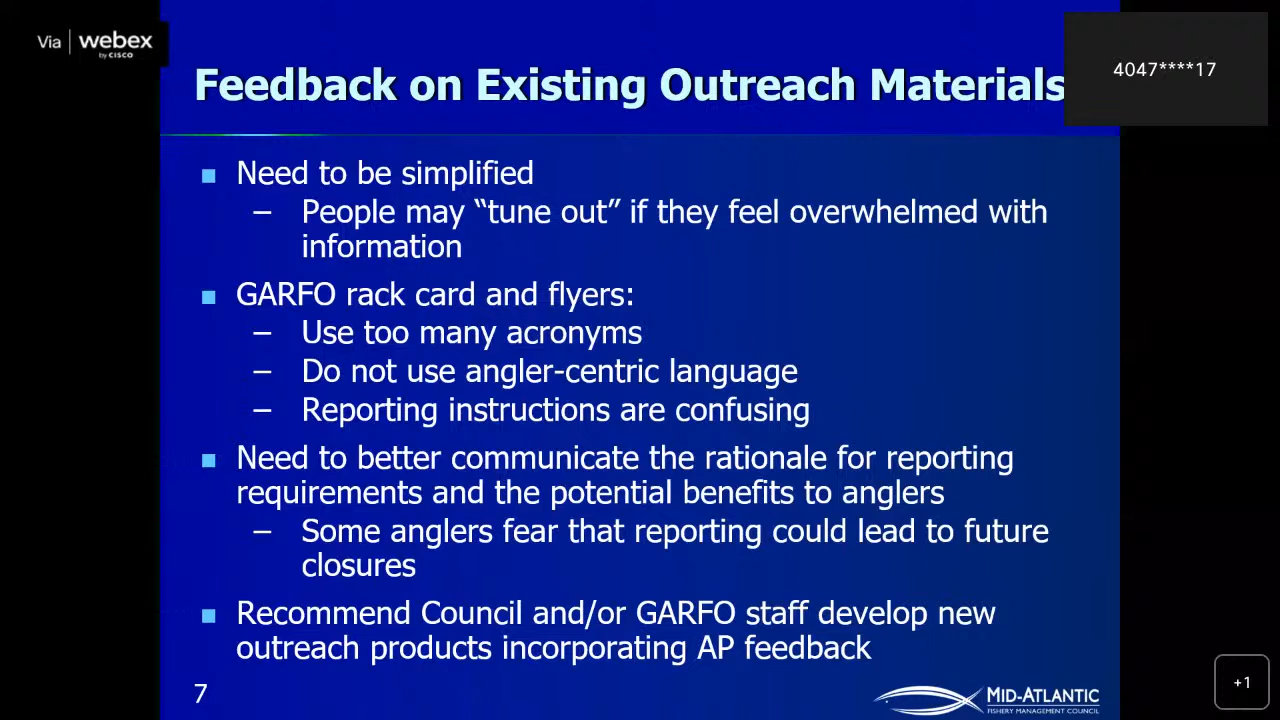 Via | webex
by CISCO
4047****17
Feedback on Existing Outreach Materials
■ Need to be simplified
– People may “tune out” if they feel overwhelmed with
information
■ GARFO rack card and flyers:
– Use too many acronyms
– Do not use angler-centric language
– Reporting instructions are confusing
■ Need to better communicate the rationale for reporting
requirements and the potential benefits to anglers
– Some anglers fear that reporting could lead to future
closures
■ Recommend Council and/or GARFO staff develop new
outreach products incorporating AP feedback
7
MID-ATLANTIC
FISHERY MANAGEMENT COUNCIL
+1